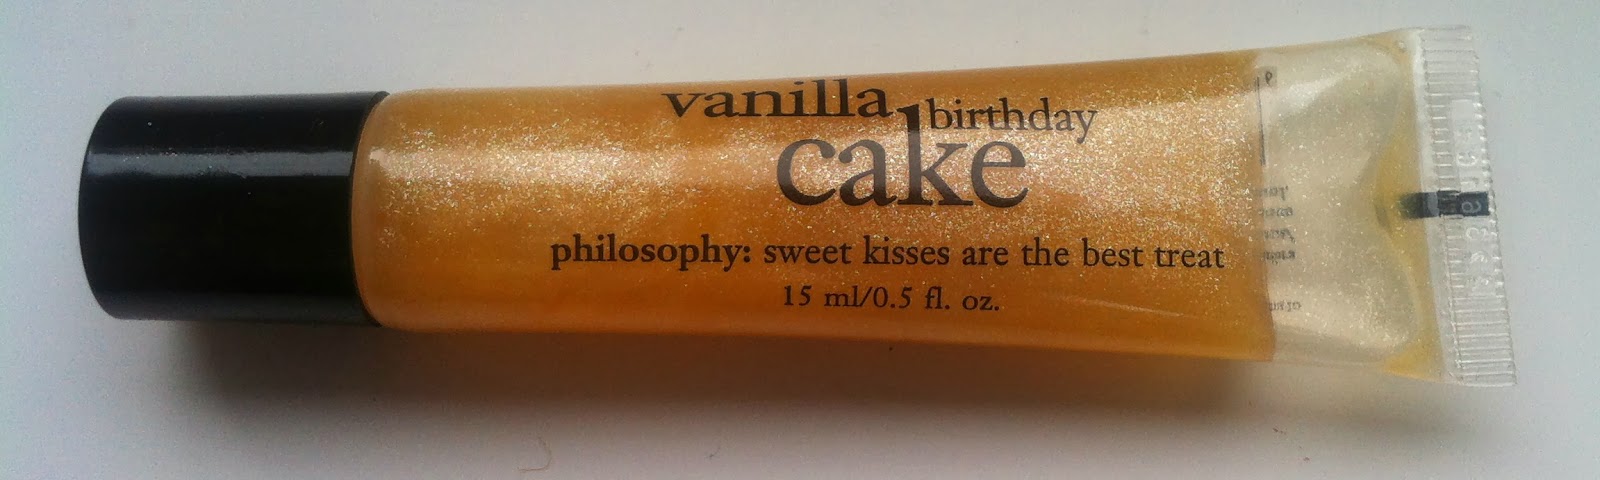 vanilla birthday
cake
philosophy: sweet kisses are the best treat
15 ml/0.5 fl. oz.